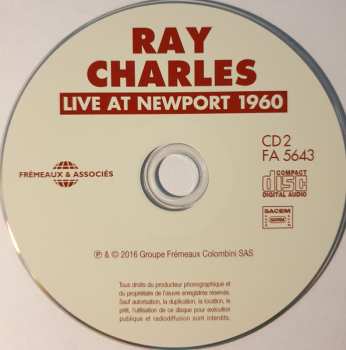 RAY
CHARLES
LIVE AT NEWPORT 1960
CD2
FA 5643
FRÉMEAUX & ASSOCIÉS
COMPACT
disc
DIGITAL AUDIO
SACEM
℗ & © 2016 Groupe Frémeaux Colombini SAS
Tous droits du producteur phonographique et
du propriétaire de l'œuvre enregistrée réservés.
Sauf autorisation, la duplication, la location, le
prêt, l'utilisation de ce disque pour exécution
publique et radiodiffusion sont interdits.